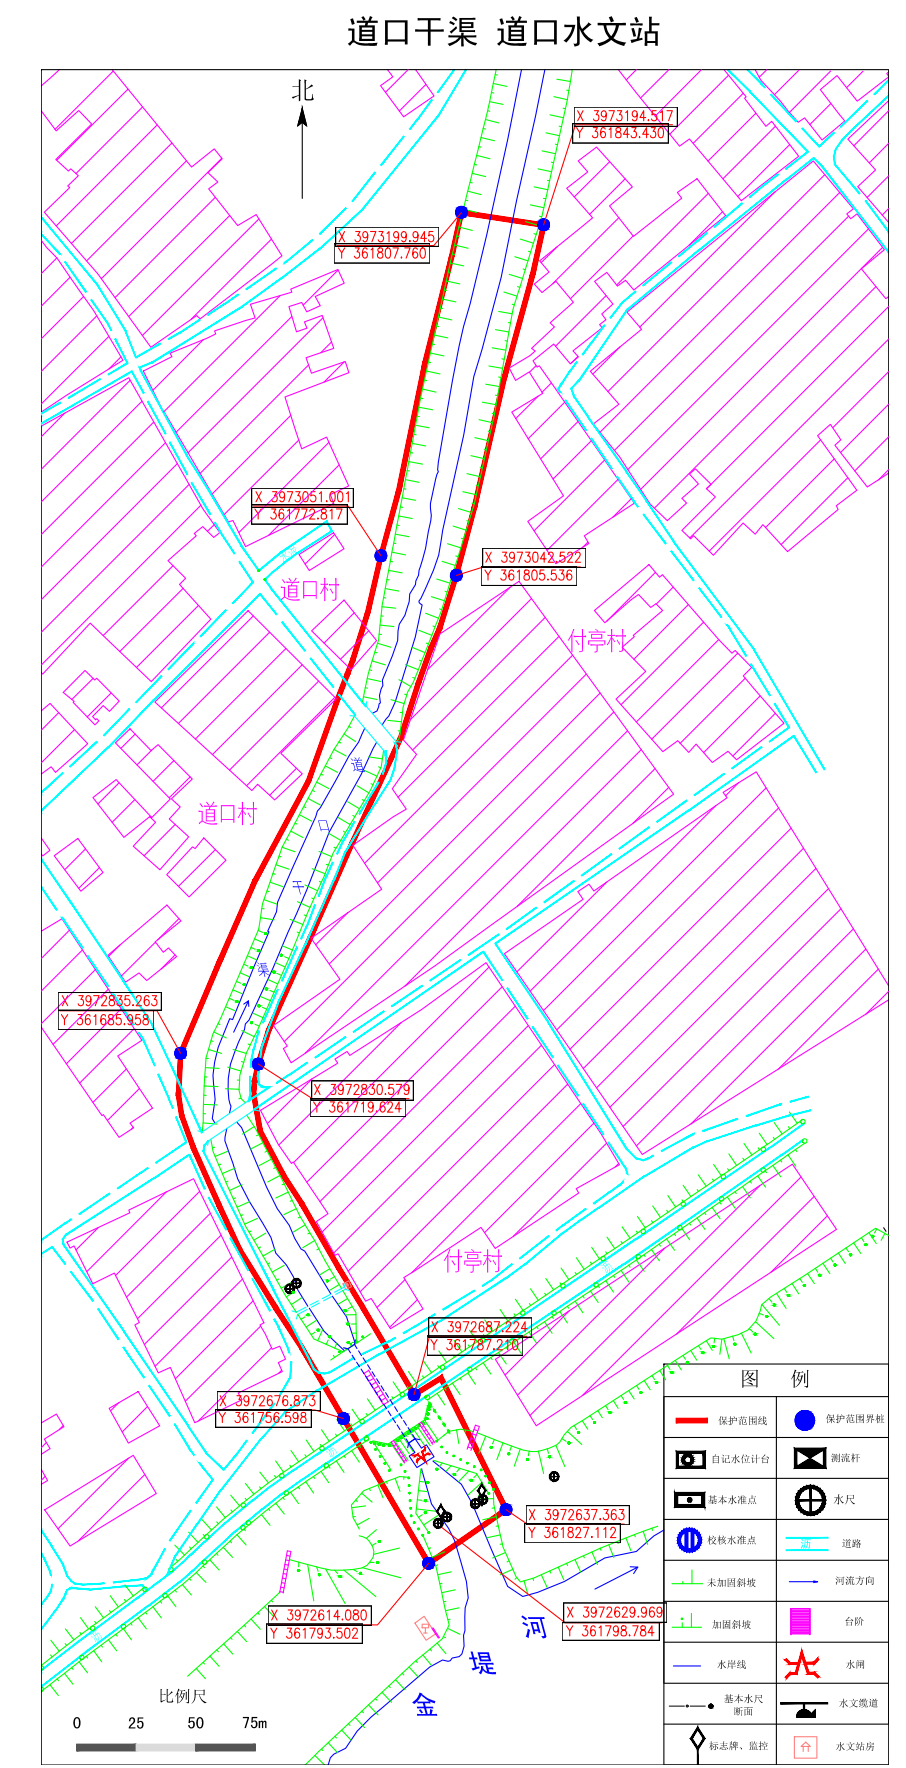 道口干渠 道口水文站
北
X 3973194.517
Y 361843.430
X 3973199.945
Y 361807.760
X 3973051.001
Y 361772.817
X 3973042.522
Y 361805.536
道口村
付亭村
道口村
道
口
干
渠
X 3972835.263
Y 361685.958
X 3972830.579
Y 361719.624
付亭村
X 3972687.224
Y 361787.210
X 3972676.873
Y 361756.598
X 3972637.363
Y 361827.112
X 3972614.080
Y 361793.502
X 3972629.969
Y 361798.784
金
堤
河
比例尺
0 25 50 75m
图 例
保护范围线
保护范围界桩
自记水位计台
测流杆
基本水准点
水尺
校核水准点
道路
未加固斜坡
河流方向
加固斜坡
台阶
水岸线
水闸
基本水尺
断面
水文缆道
标志牌、监控
水文站房